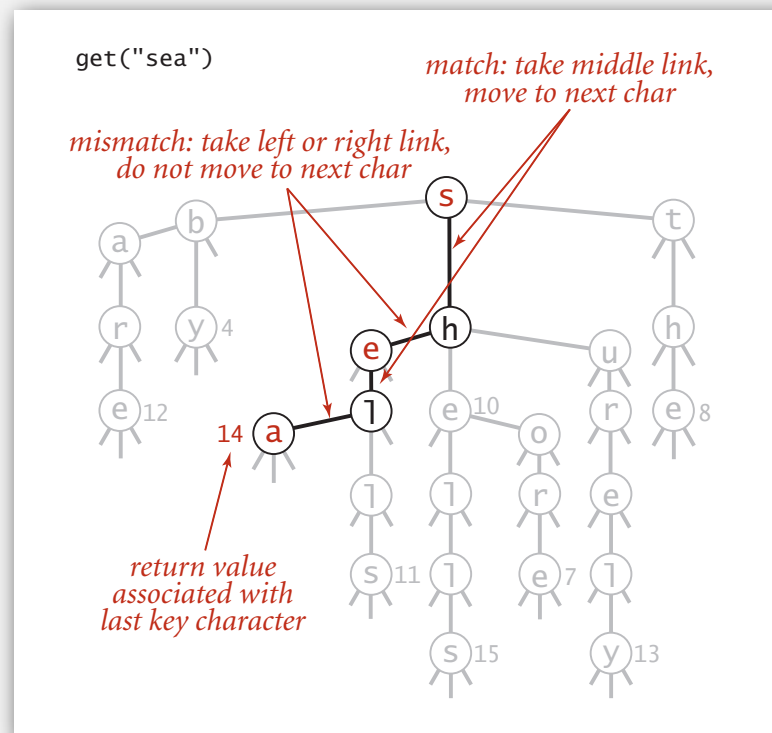 get("sea")
match: take middle link,
move to next char
mismatch: take left or right link,
do not move to next char
s
b
t
a
r
y 4
h
h
e
u
e 12
14 a
l
e 10
r
e 8
o
l
l
r
e
s 11
l
e 7
l
s 15
y 13
return value
associated with
last key character